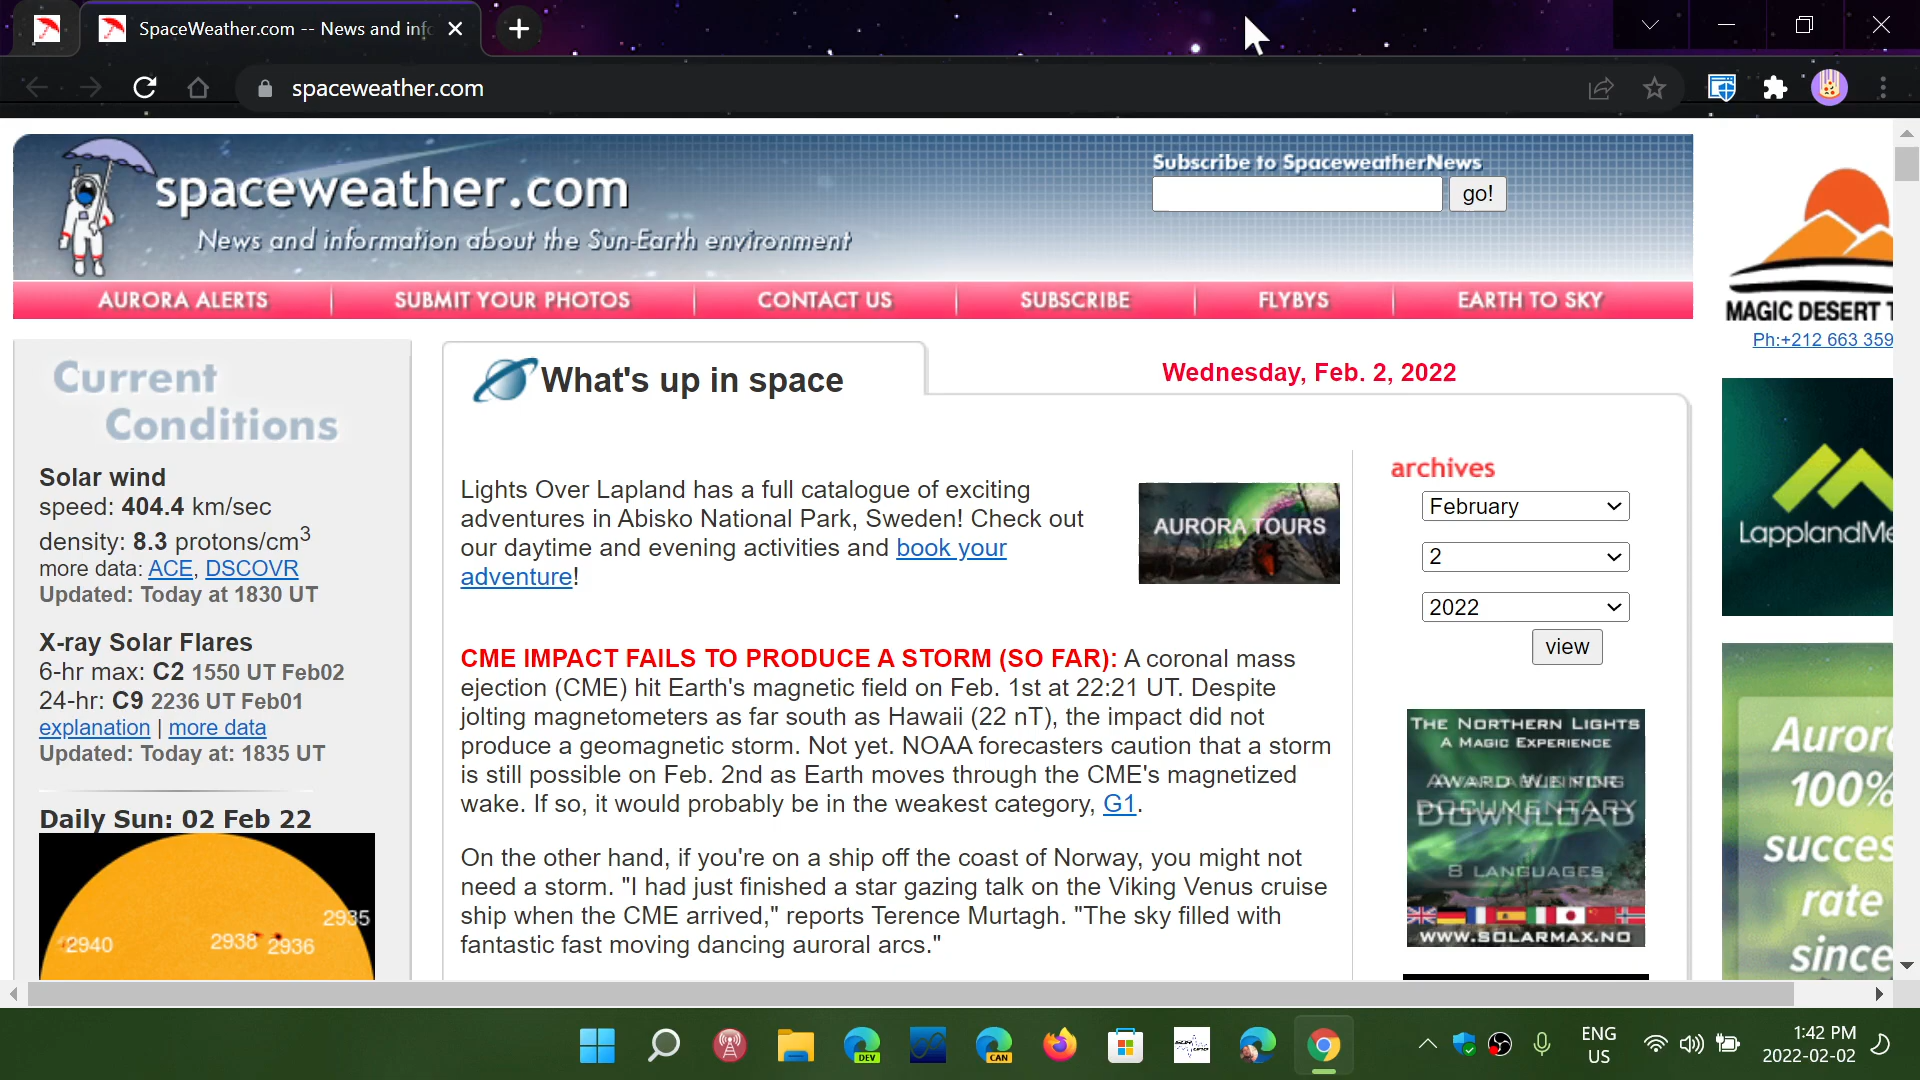 SpaceWeather.com -- News and inf
spaceweather.com
spaceweather.com
News and information about the Sun-Earth environment
Subscribe to SpaceweatherNews
go!
AURORA ALERTS
SUBMIT YOUR PHOTOS
CONTACT US
SUBSCRIBE
FLYBYS
EARTH TO SKY
MAGIC DESERT T
Ph:+212 663 359
Current
Conditions
Solar wind
speed: 404.4 km/sec
density: 8.3 protons/cm3
more data: ACE, DSCOVR
Updated: Today at 1830 UT
X-ray Solar Flares
6-hr max: C2 1550 UT Feb02
24-hr: C9 2236 UT Feb01
explanation | more data
Updated: Today at: 1835 UT
Daily Sun: 02 Feb 22
2935
2938
2936
2940
What's up in space
Wednesday, Feb. 2, 2022
Lights Over Lapland has a full catalogue of exciting
adventures in Abisko National Park, Sweden! Check out
our daytime and evening activities and book your
adventure!
AURORA TOURS
CME IMPACT FAILS TO PRODUCE A STORM (SO FAR): A coronal mass
ejection (CME) hit Earth's magnetic field on Feb. 1st at 22:21 UT. Despite
jolting magnetometers as far south as Hawaii (22 nT), the impact did not
produce a geomagnetic storm. Not yet. NOAA forecasters caution that a storm
is still possible on Feb. 2nd as Earth moves through the CME's magnetized
wake. If so, it would probably be in the weakest category, G1.
On the other hand, if you're on a ship off the coast of Norway, you might not
need a storm. "I had just finished a star gazing talk on the Viking Venus cruise
ship when the CME arrived," reports Terence Murtagh. "The sky filled with
fantastic fast moving dancing auroral arcs."
archives
February
2
2022
view
THE NORTHERN LIGHTS
A MAGIC EXPERIENCE
DOCUMENTARY
DOWNLOAD
8 LANGUAGES
WWW.SOLARMAX.NO
LapplandMe
Auror
100%
succes
rate
since
DEV
CAN
ENG
US
1:42 PM
2022-02-02